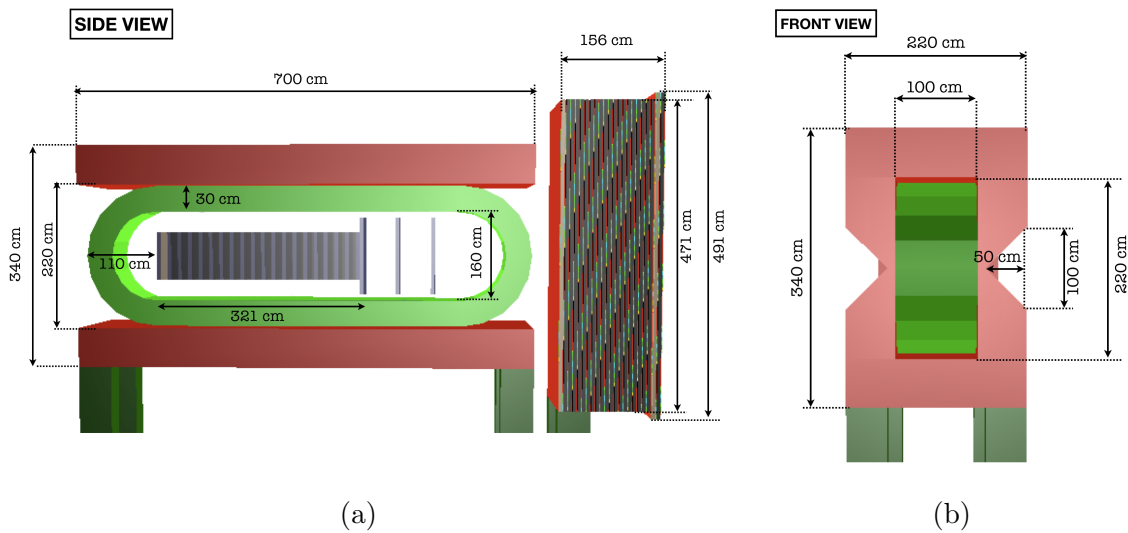 SIDE VIEW
FRONT VIEW
156 cm
220 cm
700 cm
100 cm
30 cm
340 cm
220 cm
110 cm
160 cm
321 cm
471 cm
491 cm
340 cm
50 cm
100 cm
220 cm
(a)
(b)